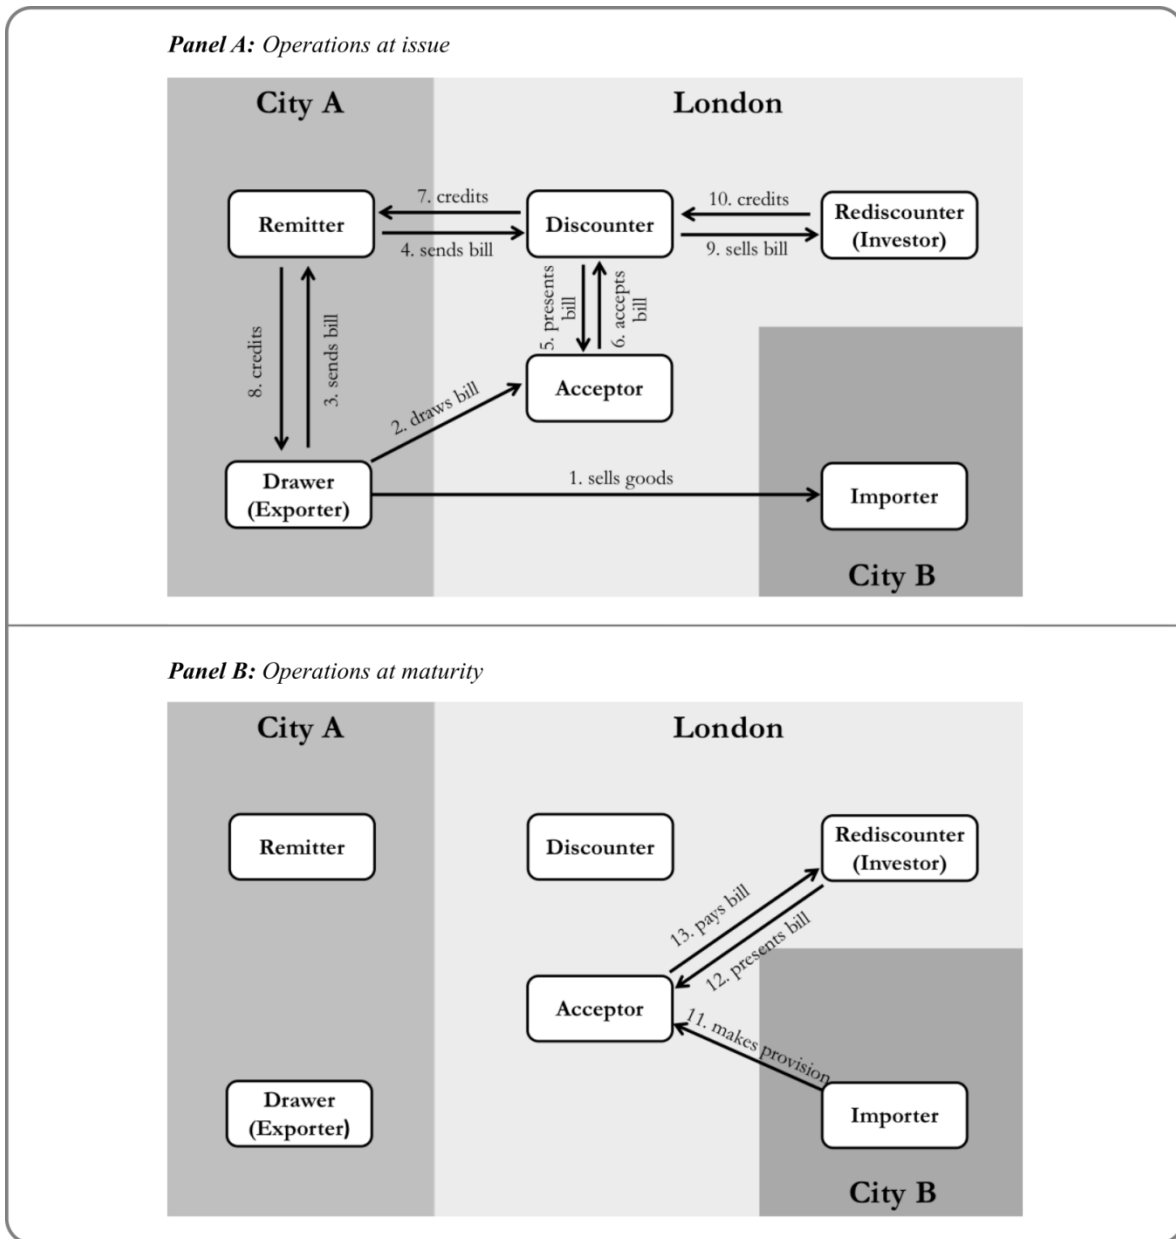 Panel A: Operations at issue
City A
London
7. credits
10. credits
Remitter
Discounter
Rediscounter
(Investor)
4. sends bill
9. sells bill
5. presents
bill
6. accepts
bill
8. credits
3. sends bill
2. draws bill
Acceptor
1. sells goods
Drawer
(Exporter)
Importer
City B
Panel B: Operations at maturity
City A
London
Remitter
Discounter
Rediscounter
(Investor)
13. pays bill
12. presents bill
Acceptor
11. makes provision
Drawer
(Exporter)
Importer
City B